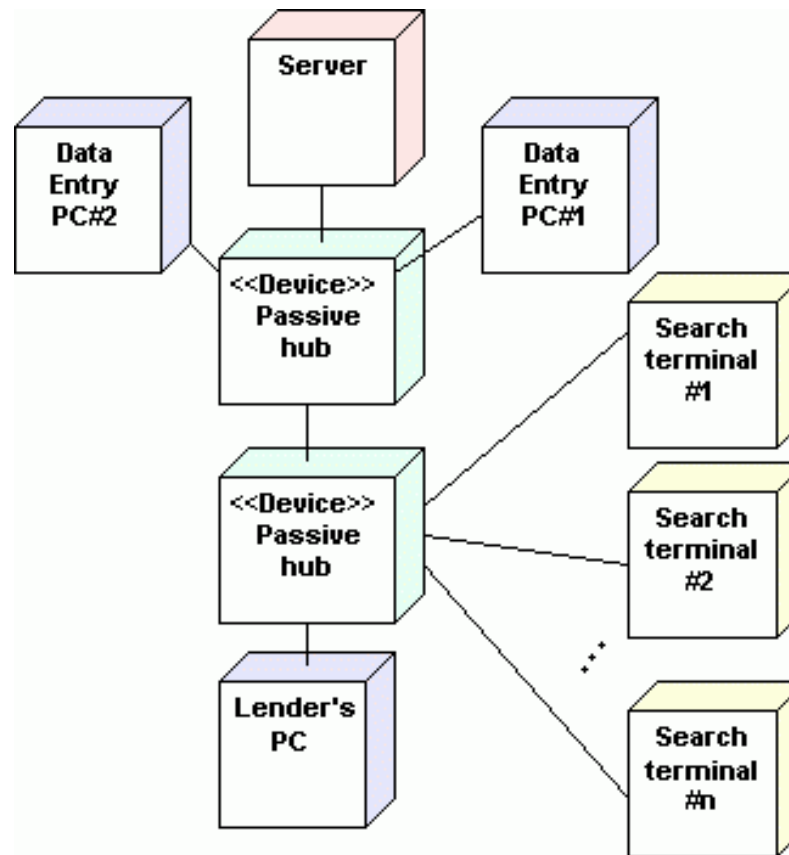 Server
Data
Entry
PC#2
Data
Entry
PC#1
<<Device>>
Passive
hub
Search
terminal
#1
<<Device>>
Passive
hub
Search
terminal
#2
Lender's
PC
Search
terminal
#n